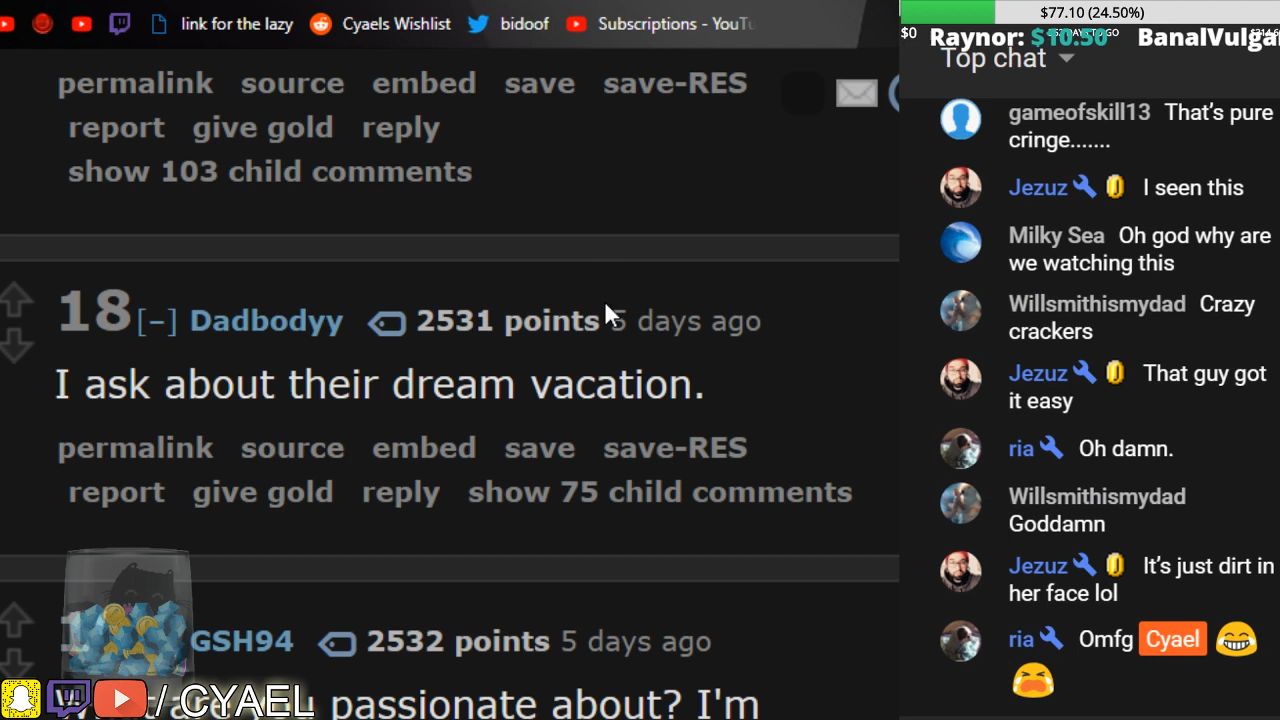 link for the lazy Cyaels Wishlist bidoof Subscriptions - YouTu
permalink source embed save save-RES
report give gold reply
show 103 child comments
18 [–] Dadbodyy 2531 points 5 days ago
I ask about their dream vacation.
permalink source embed save save-RES
report give gold reply show 75 child comments
GSH94 2532 points 5 days ago
passionate about? I'm
/ CYAEL
$77.10 (24.50%)
$0
Raynor: $10.50 BanalVulga
Top chat
gameofskill13 That's pure
cringe.......
Jezuz I seen this
Milky Sea Oh god why are
we watching this
Willsmithismydad Crazy
crackers
Jezuz That guy got
it easy
ria Oh damn.
Willsmithismydad
Goddamn
Jezuz It's just dirt in
her face lol
ria Omfg Cyael